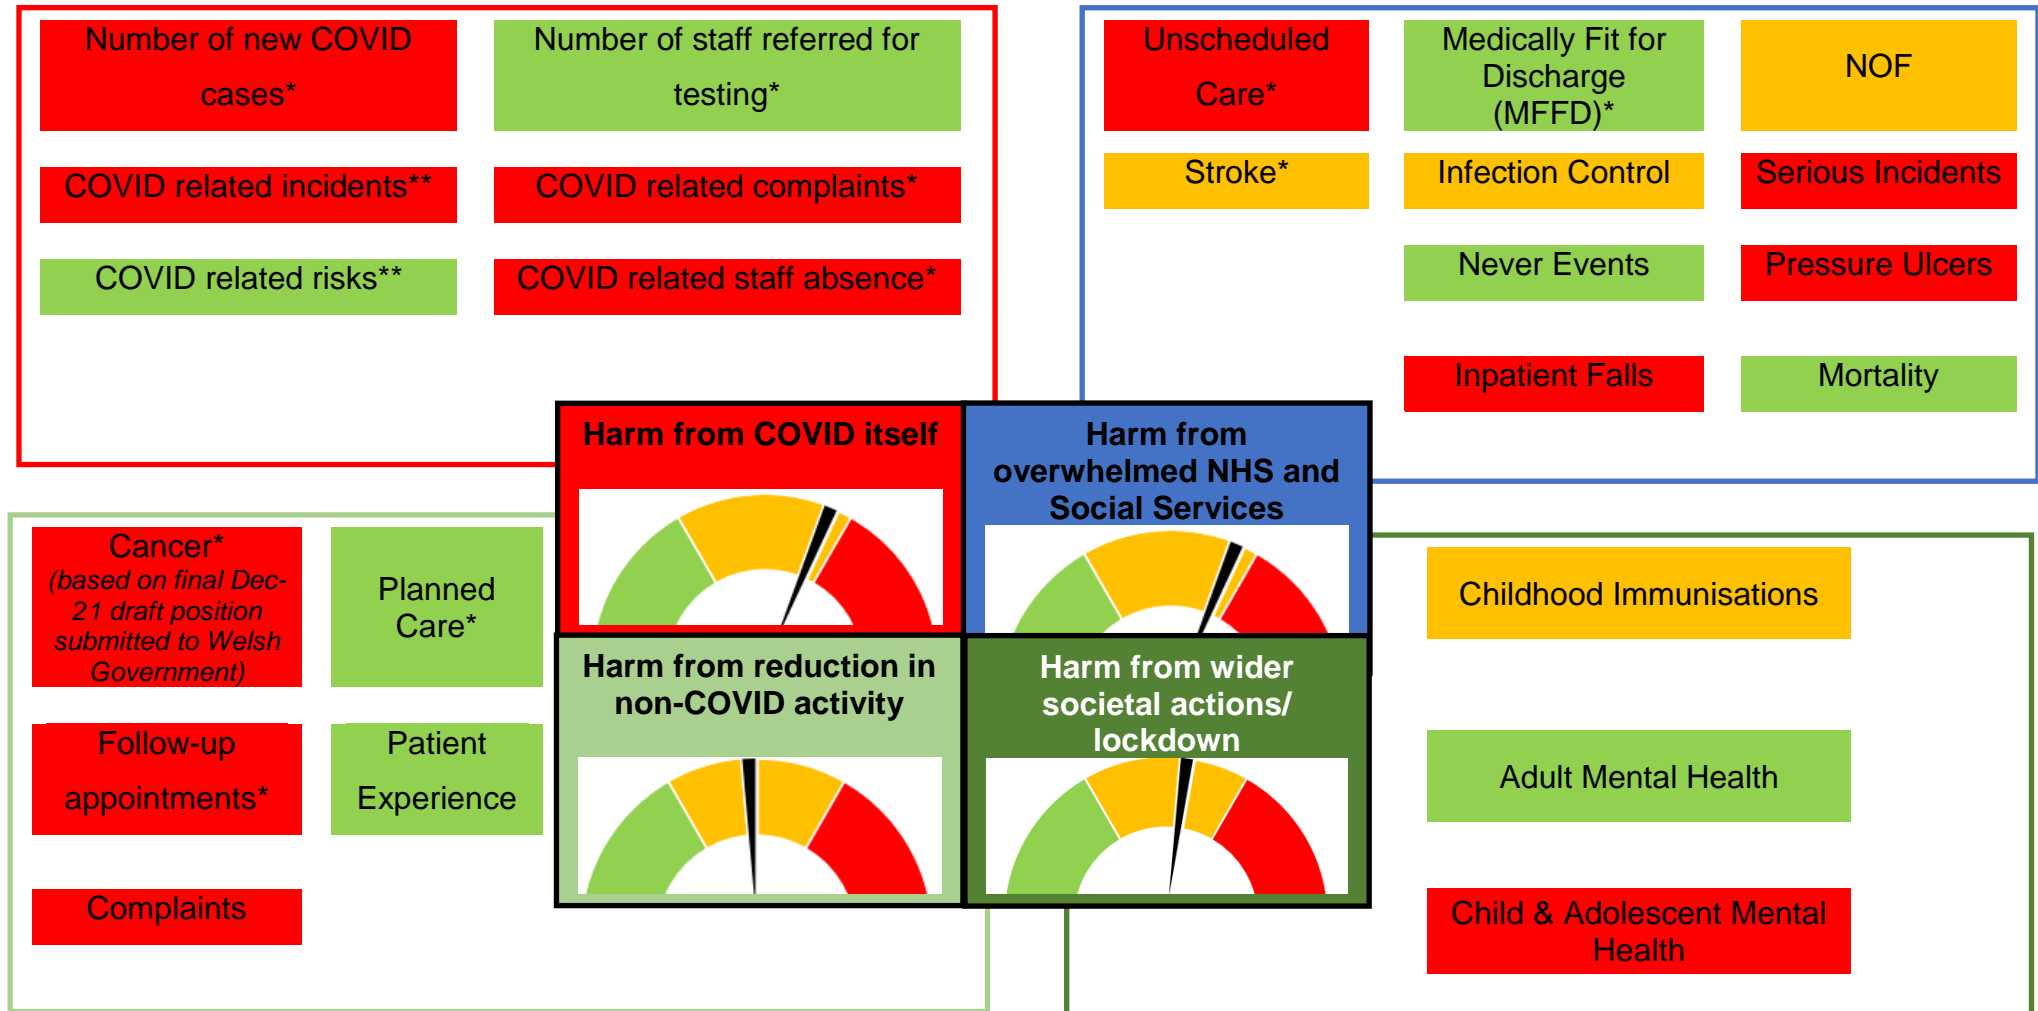 Number of new COVID
cases*
Number of staff referred for
testing*
COVID related incidents**
COVID related complaints*
COVID related risks**
COVID related staff absence*
Unscheduled
Care*
Medically Fit for
Discharge
(MFFD)*
NOF
Stroke*
Infection Control
Serious Incidents
Never Events
Pressure Ulcers
Inpatient Falls
Mortality
Harm from COVID itself
Harm from
overwhelmed NHS and
Social Services
Cancer*
(based on final Dec-
21 draft position
submitted to Welsh
Government)
Planned
Care*
Follow-up
appointments*
Patient
Experience
Complaints
Harm from reduction in
non-COVID activity
Harm from wider
societal actions/
lockdown
Childhood Immunisations
Adult Mental Health
Child & Adolescent Mental
Health